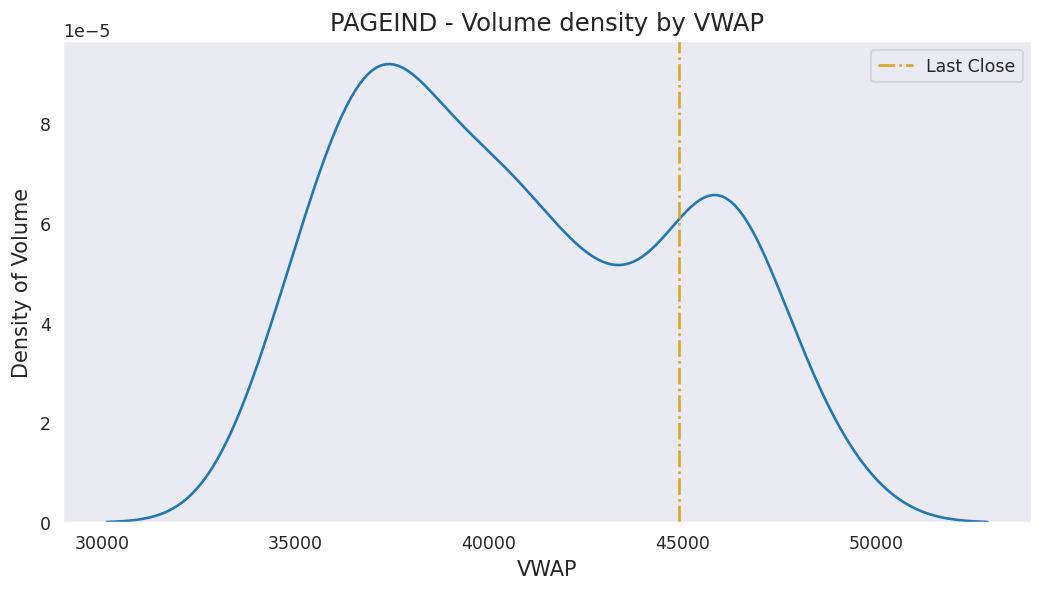 PAGEIND - Volume density by VWAP
1e−5
Last Close
Density of Volume
8
6
4
2
0
30000 35000 40000 45000 50000
VWAP